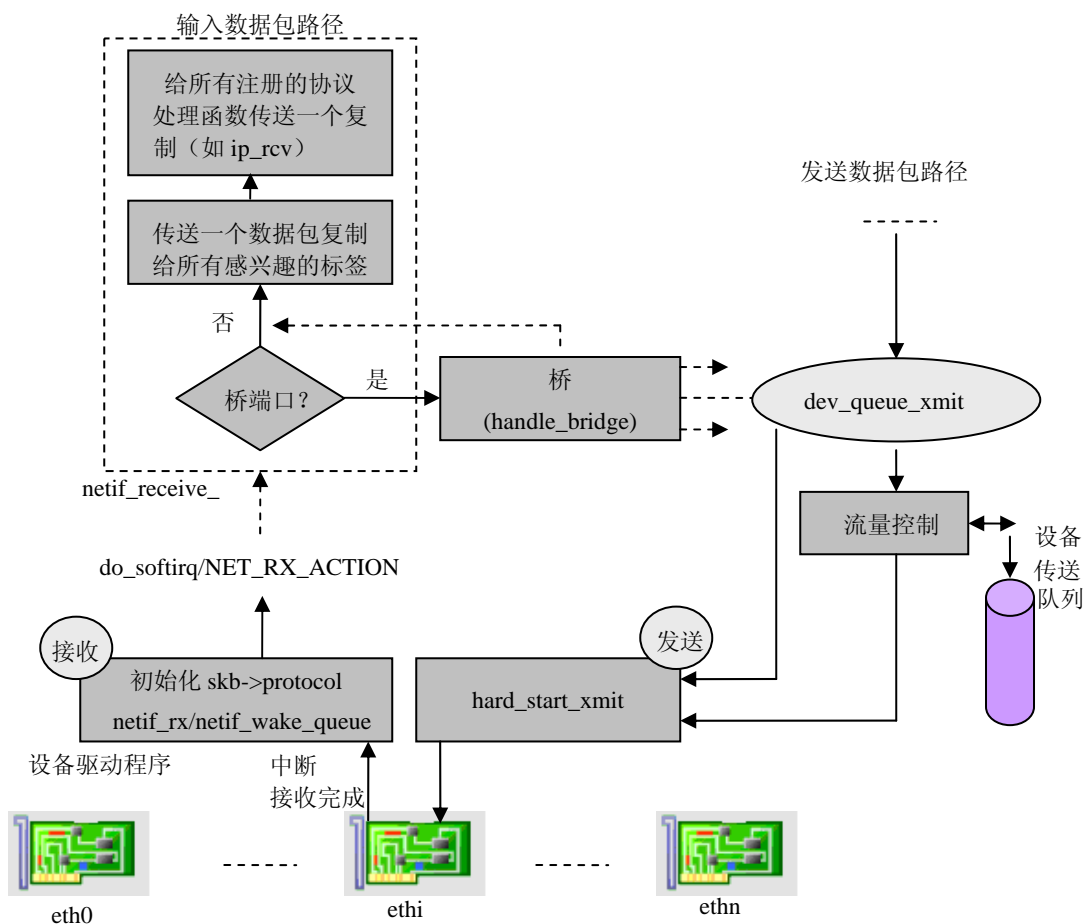 输入数据包路径
给所有注册的协议
处理函数传送一个复
制（如 ip_rcv）
传送一个数据包复制
给所有感兴趣的标签
否
桥端口？
是
桥
(handle_bridge)
netif_receive_
do_softirq/NET_RX_ACTION
发送数据包路径
dev_queue_xmit
流量控制
设备
传送
队列
接收
初始化 skb->protocol
netif_rx/netif_wake_queue
发送
hard_start_xmit
设备驱动程序
中断
接收完成
eth0
ethi
ethn